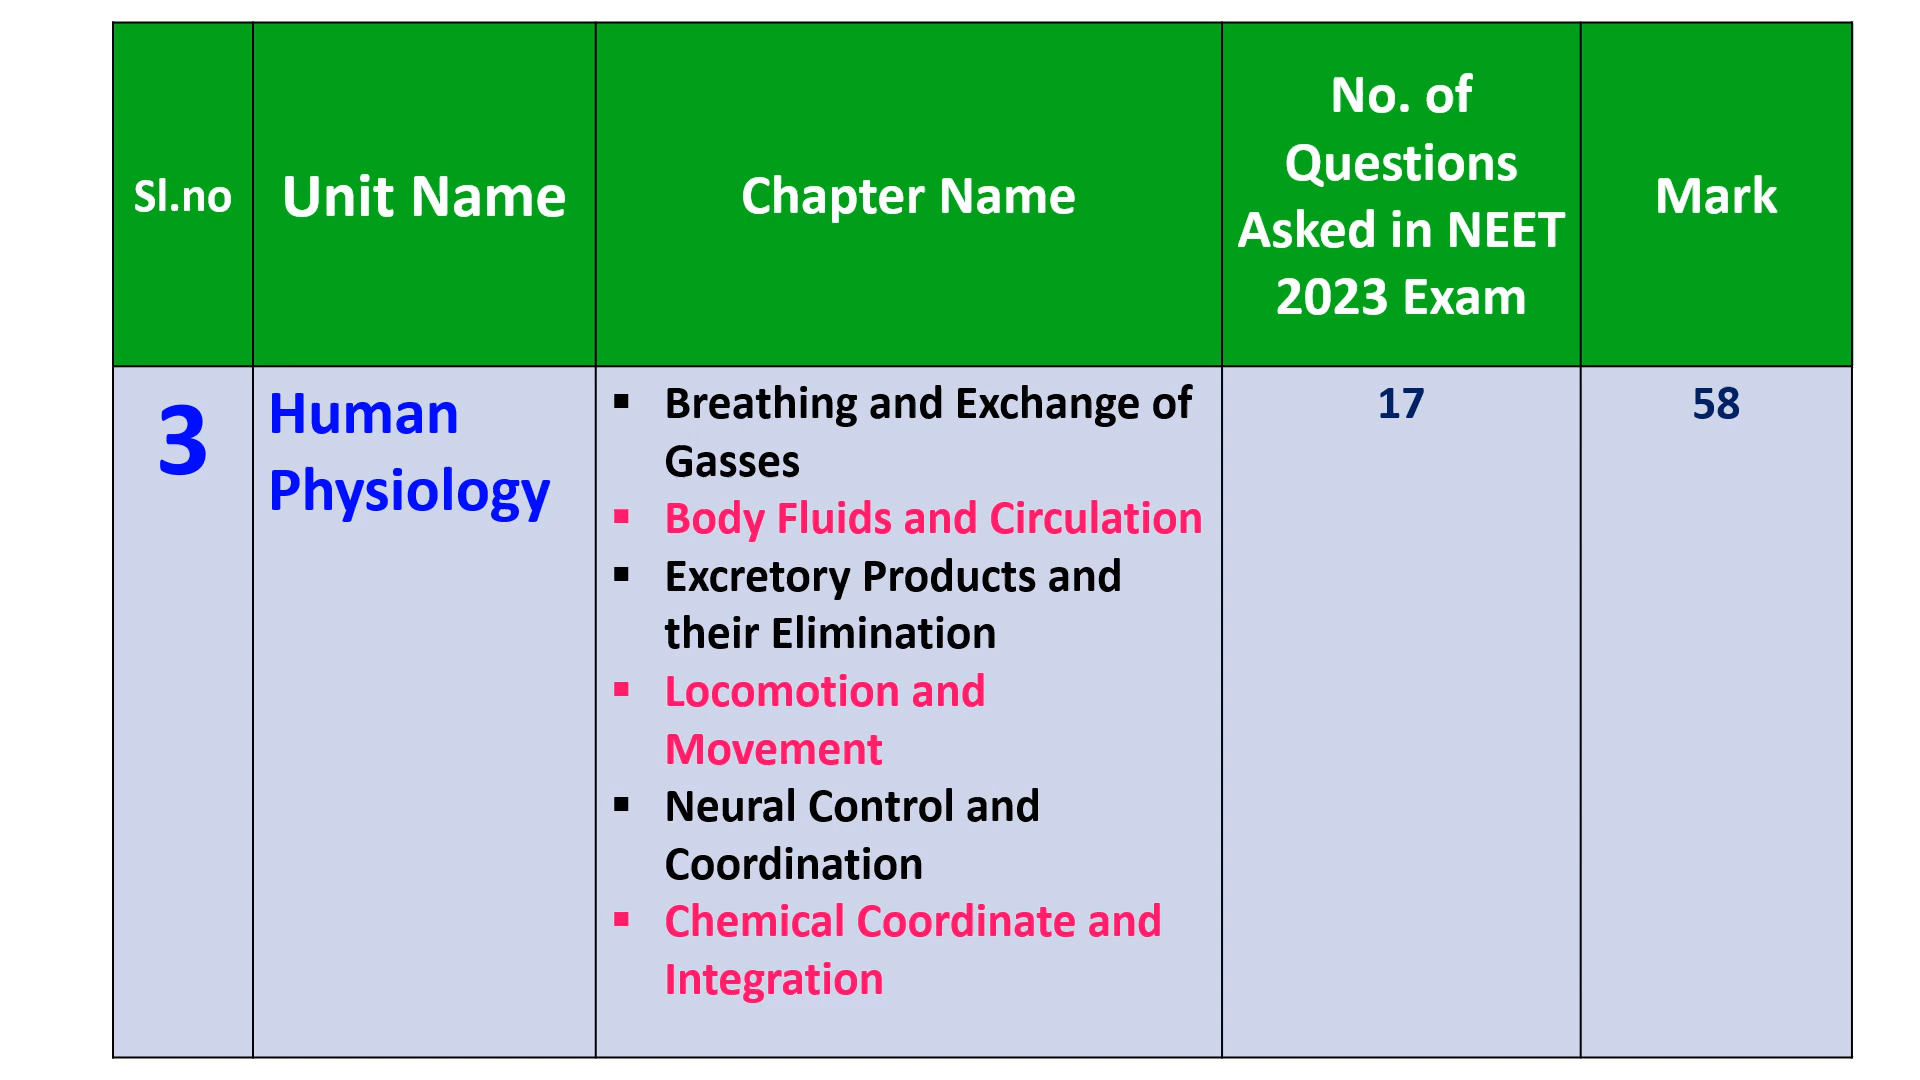 Sl.no
Unit Name
Chapter Name
No. of
Questions
Asked in NEET
2023 Exam
Mark
3
Human
Physiology
▪ Breathing and Exchange of
Gasses
▪ Body Fluids and Circulation
▪ Excretory Products and
their Elimination
▪ Locomotion and
Movement
▪ Neural Control and
Coordination
▪ Chemical Coordinate and
Integration
17
58